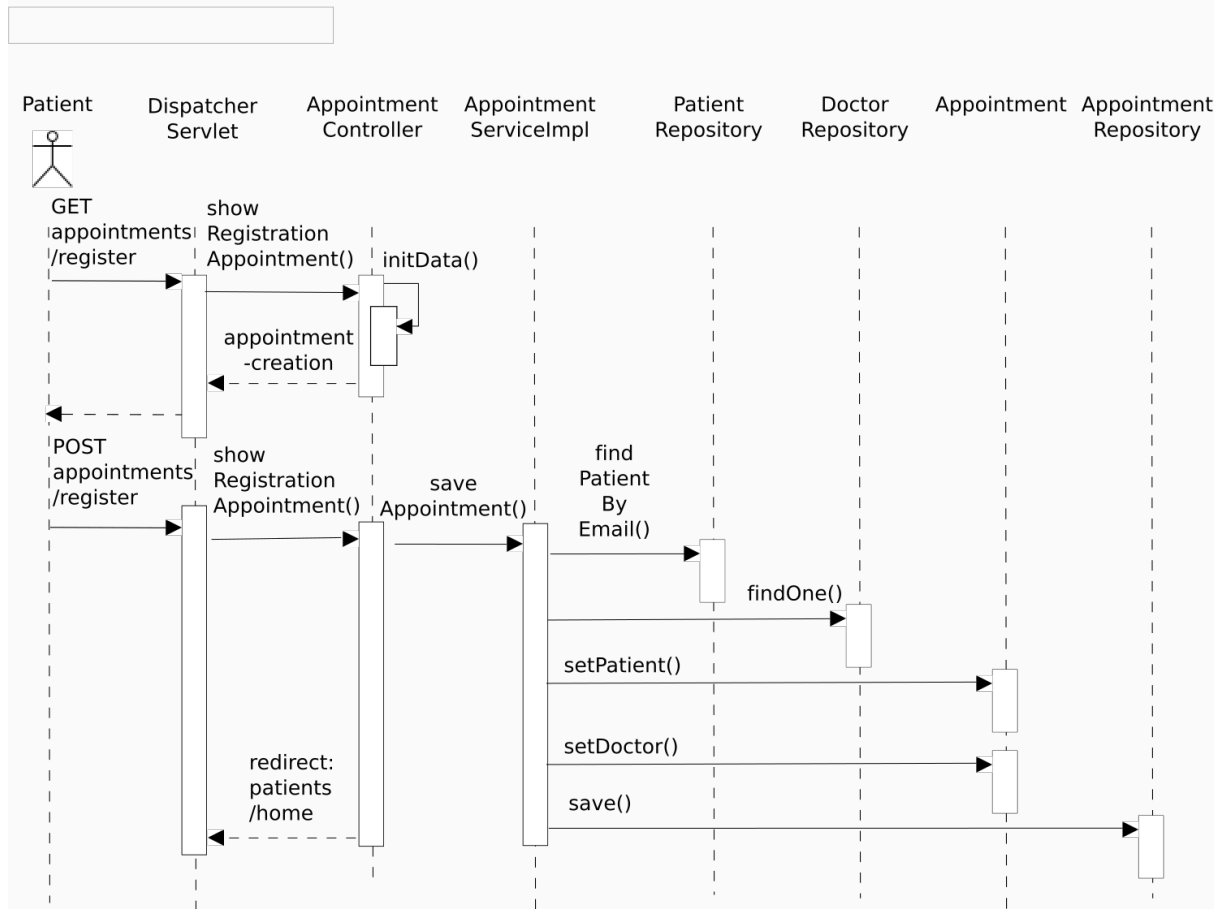 Patient
Dispatcher
Servlet
Appointment
Controller
Appointment
ServiceImpl
Patient
Repository
Doctor
Repository
Appointment
Appointment
Repository
GET
appointments
/register
show
Registration
Appointment()
initData()
appointment
-creation
POST
appointments
/register
show
Registration
Appointment()
save
Appointment()
find
Patient
By
Email()
findOne()
setPatient()
setDoctor()
save()
redirect:
patients
/home